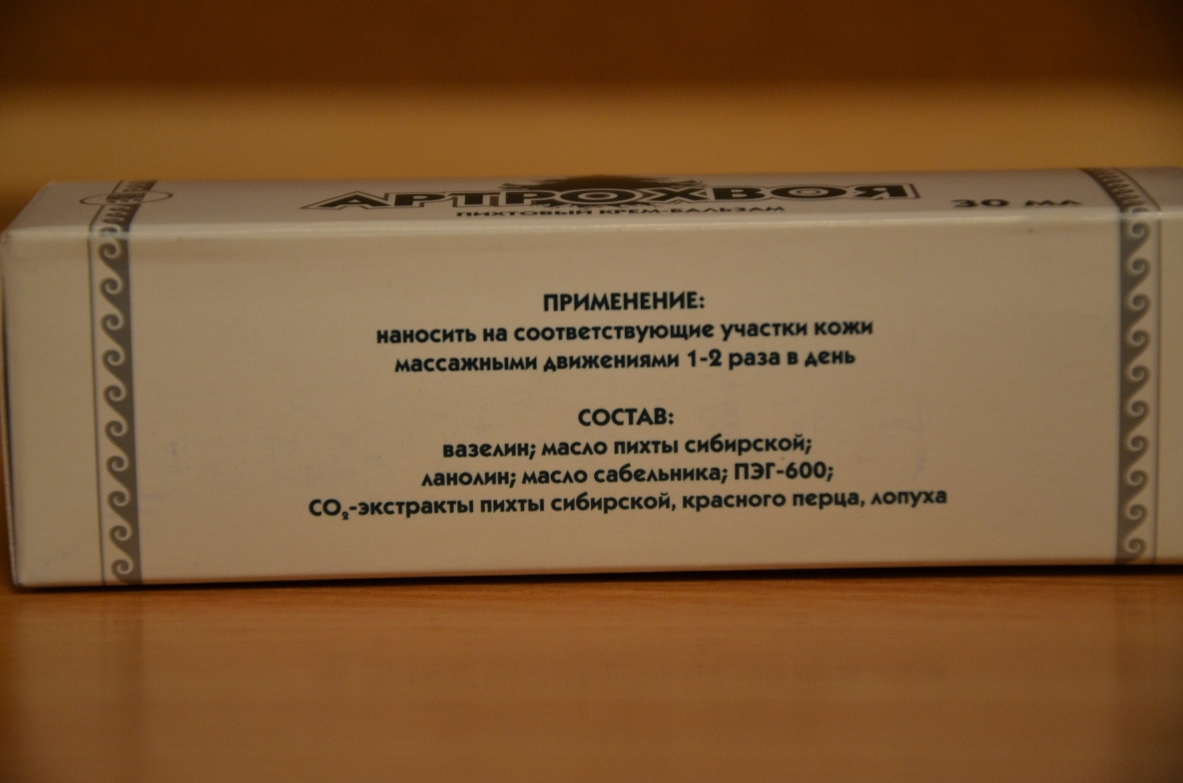 АРТРОХВОЯ
ПИХТОВЫЙ КРЕМ-БАЛЬЗАМ
30 МЛ
ПРИМЕНЕНИЕ:
наносить на соответствующие участки кожи
массажными движениями 1-2 раза в день
СОСТАВ:
вазелин; масло пихты сибирской;
ланолин; масло сабельника; ПЭГ-600;
СО₂-экстракты пихты сибирской, красного перца, лопуха